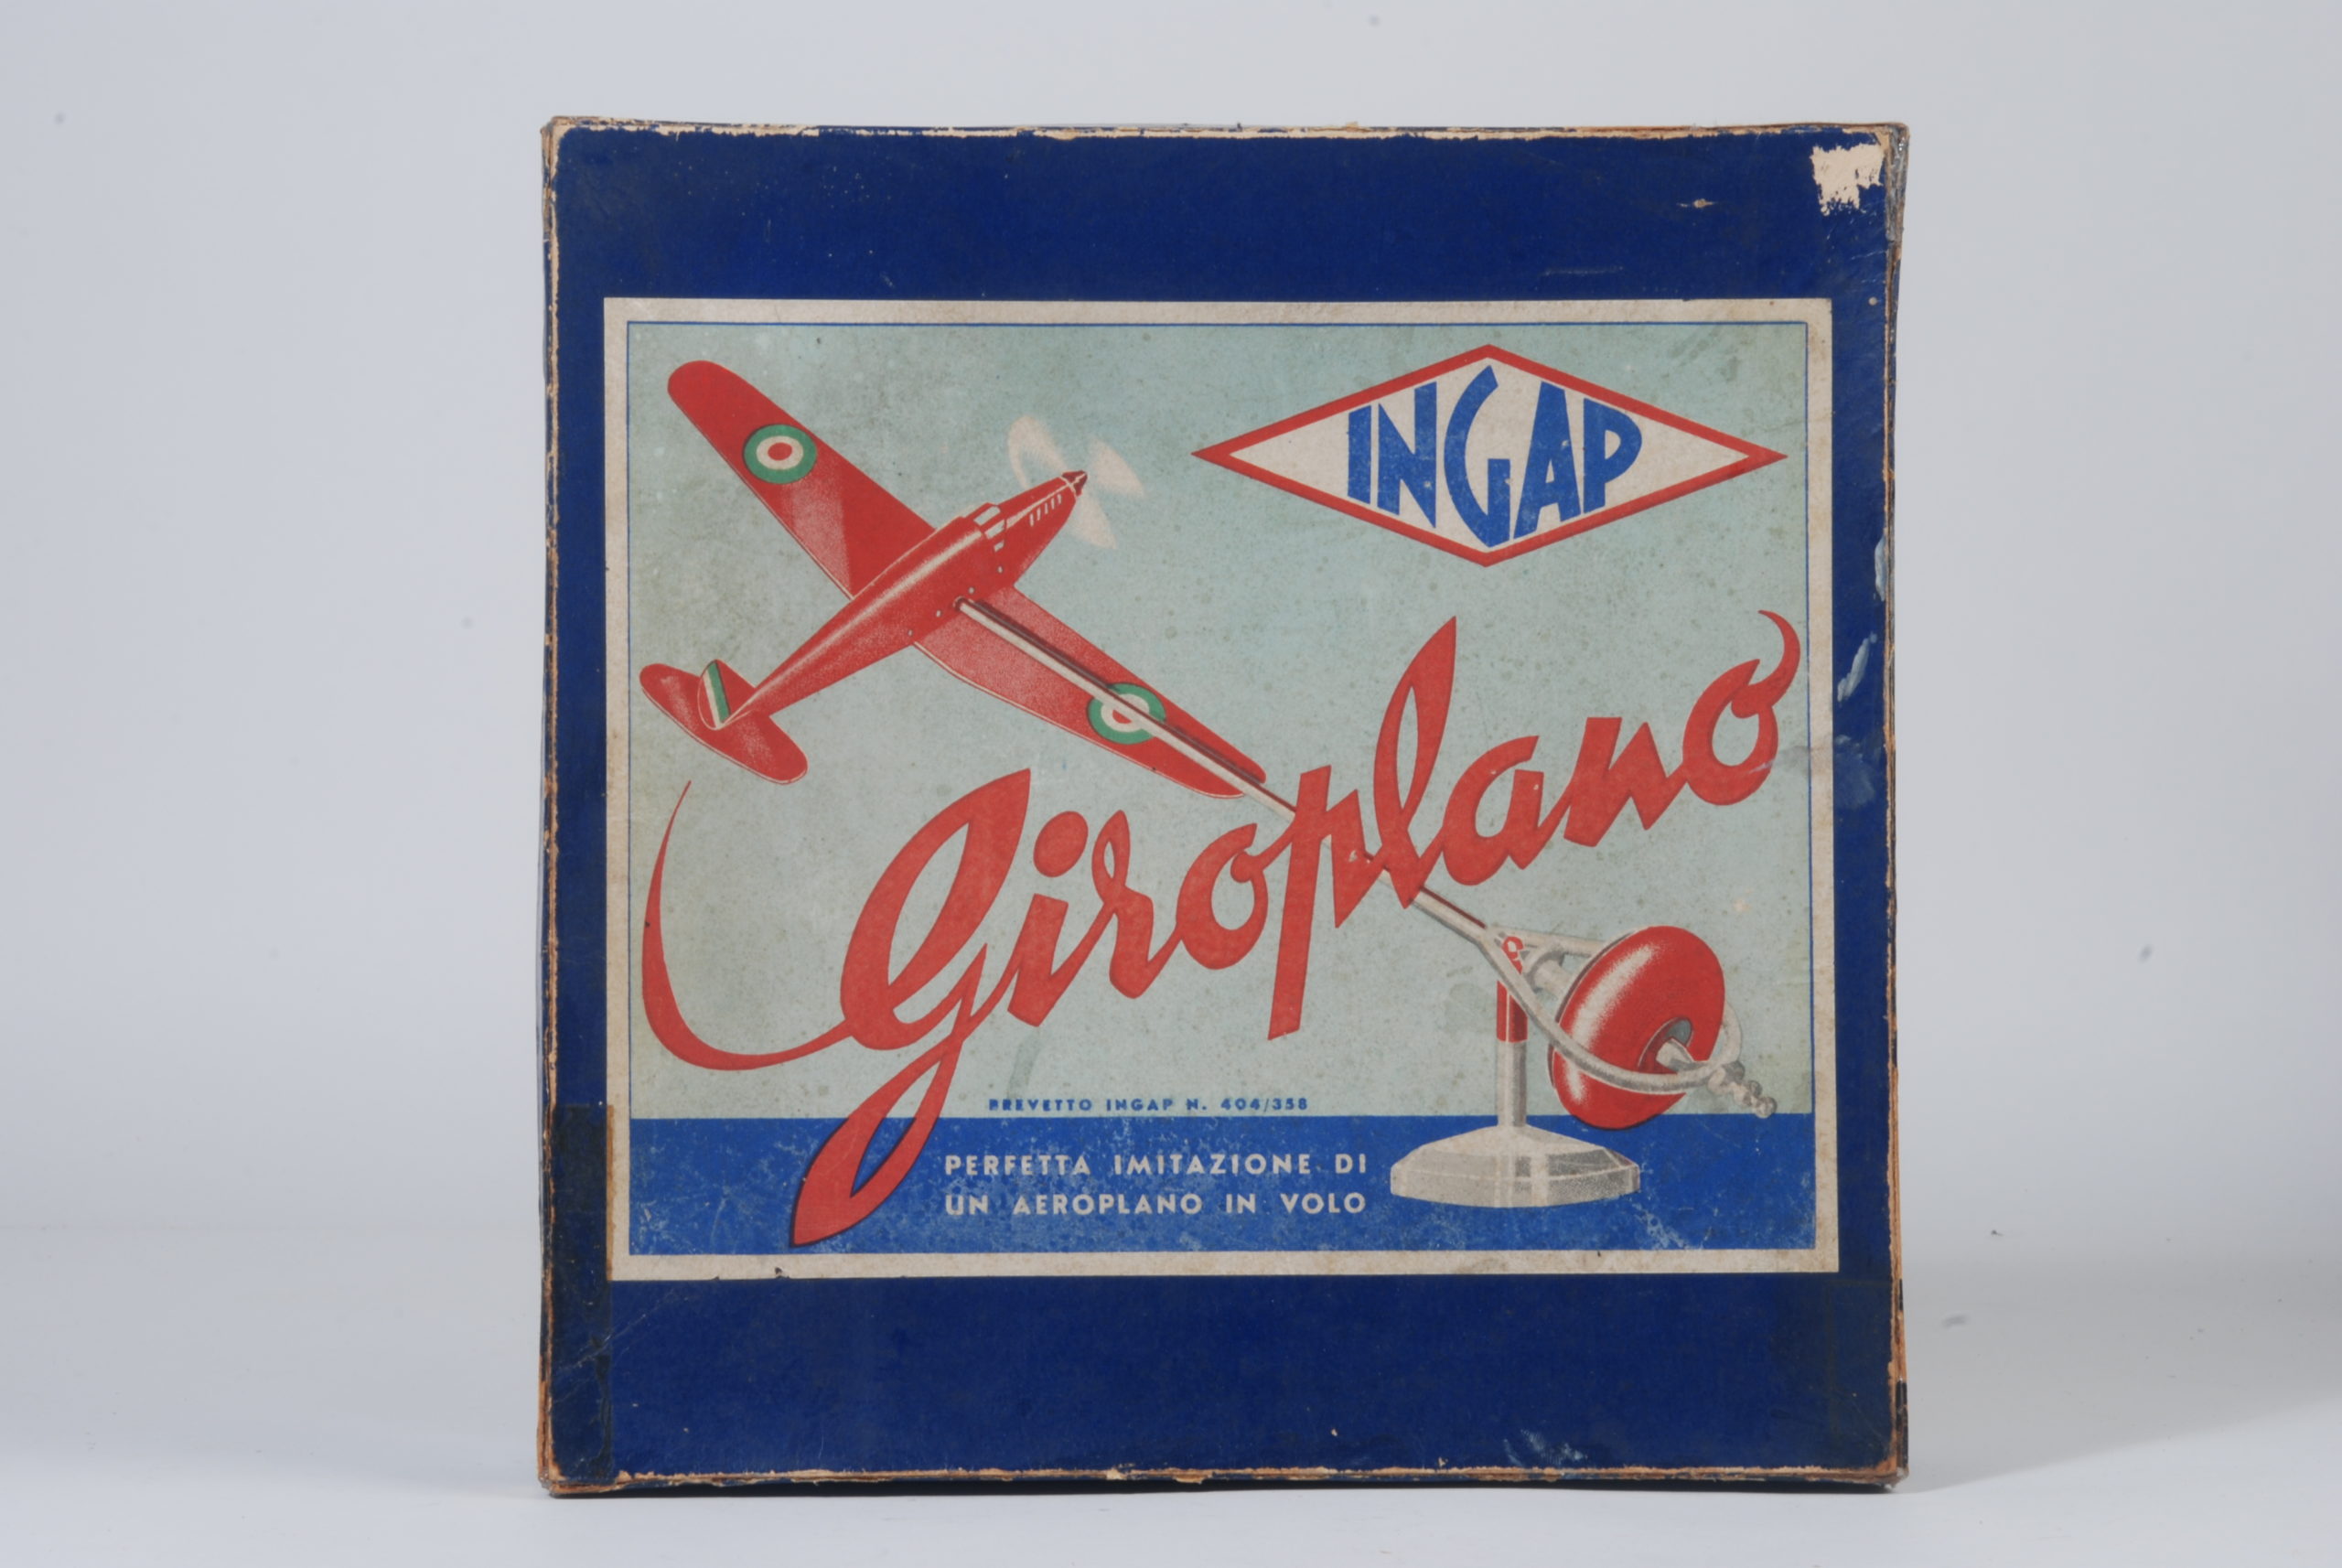 INGAP
Giroplano
BREVETTO INGAP N. 404/358
PERFETTA IMITAZIONE DI
UN AEROPLANO IN VOLO